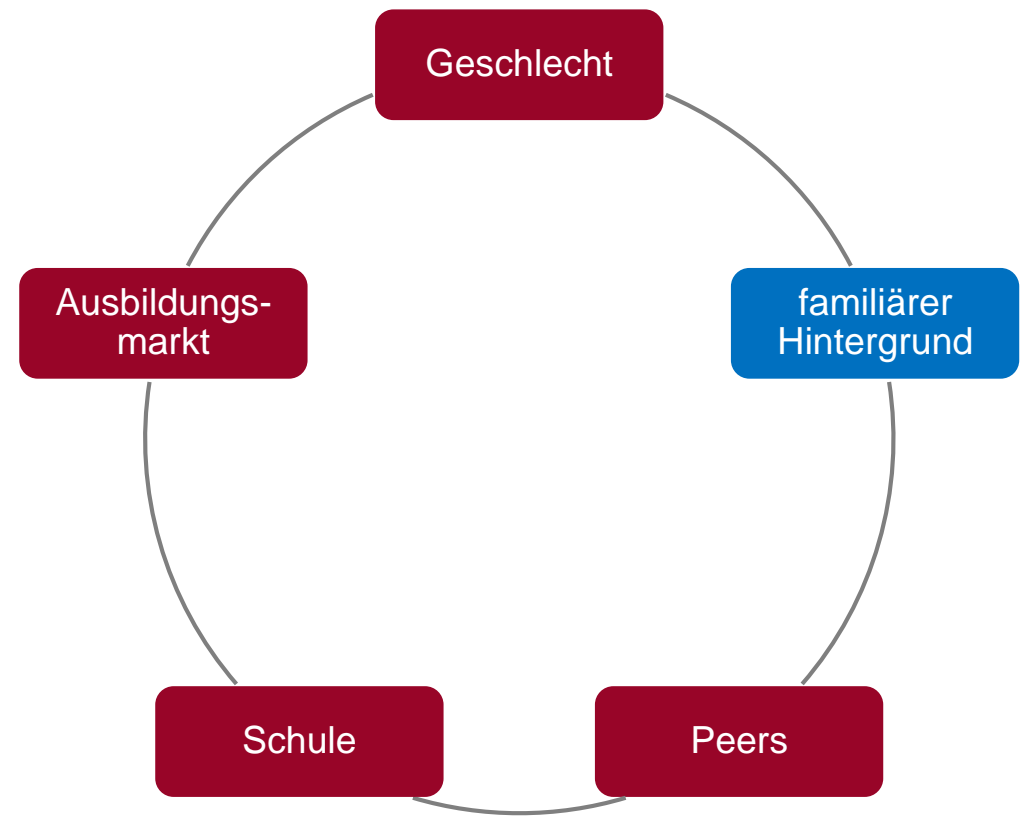 Geschlecht
familiärer
Hintergrund
Peers
Schule
Ausbildungs-
markt